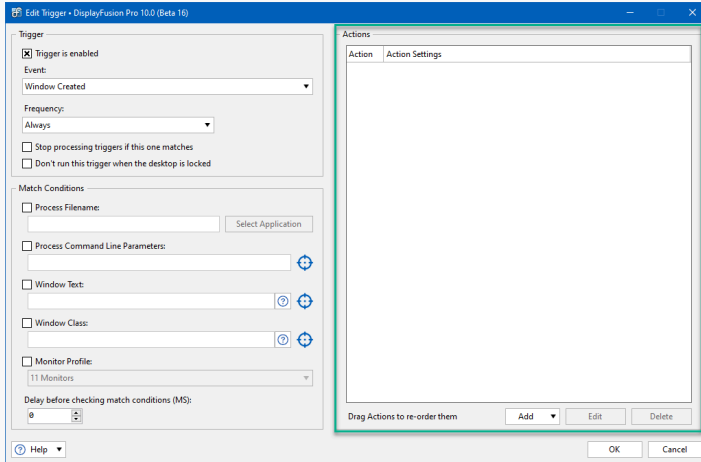 Edit Trigger • DisplayFusion Pro 10.0 (Beta 16)
Trigger
Trigger is enabled
Event:
Window Created
Frequency:
Always
Stop processing triggers if this one matches
Don't run this trigger when the desktop is locked
Match Conditions
Process Filename:
Select Application
Process Command Line Parameters:
Window Text:
Window Class:
Monitor Profile:
11 Monitors
Delay before checking match conditions (MS):
0
Actions
Action Action Settings
Drag Actions to re-order them Add Edit Delete
Help OK Cancel